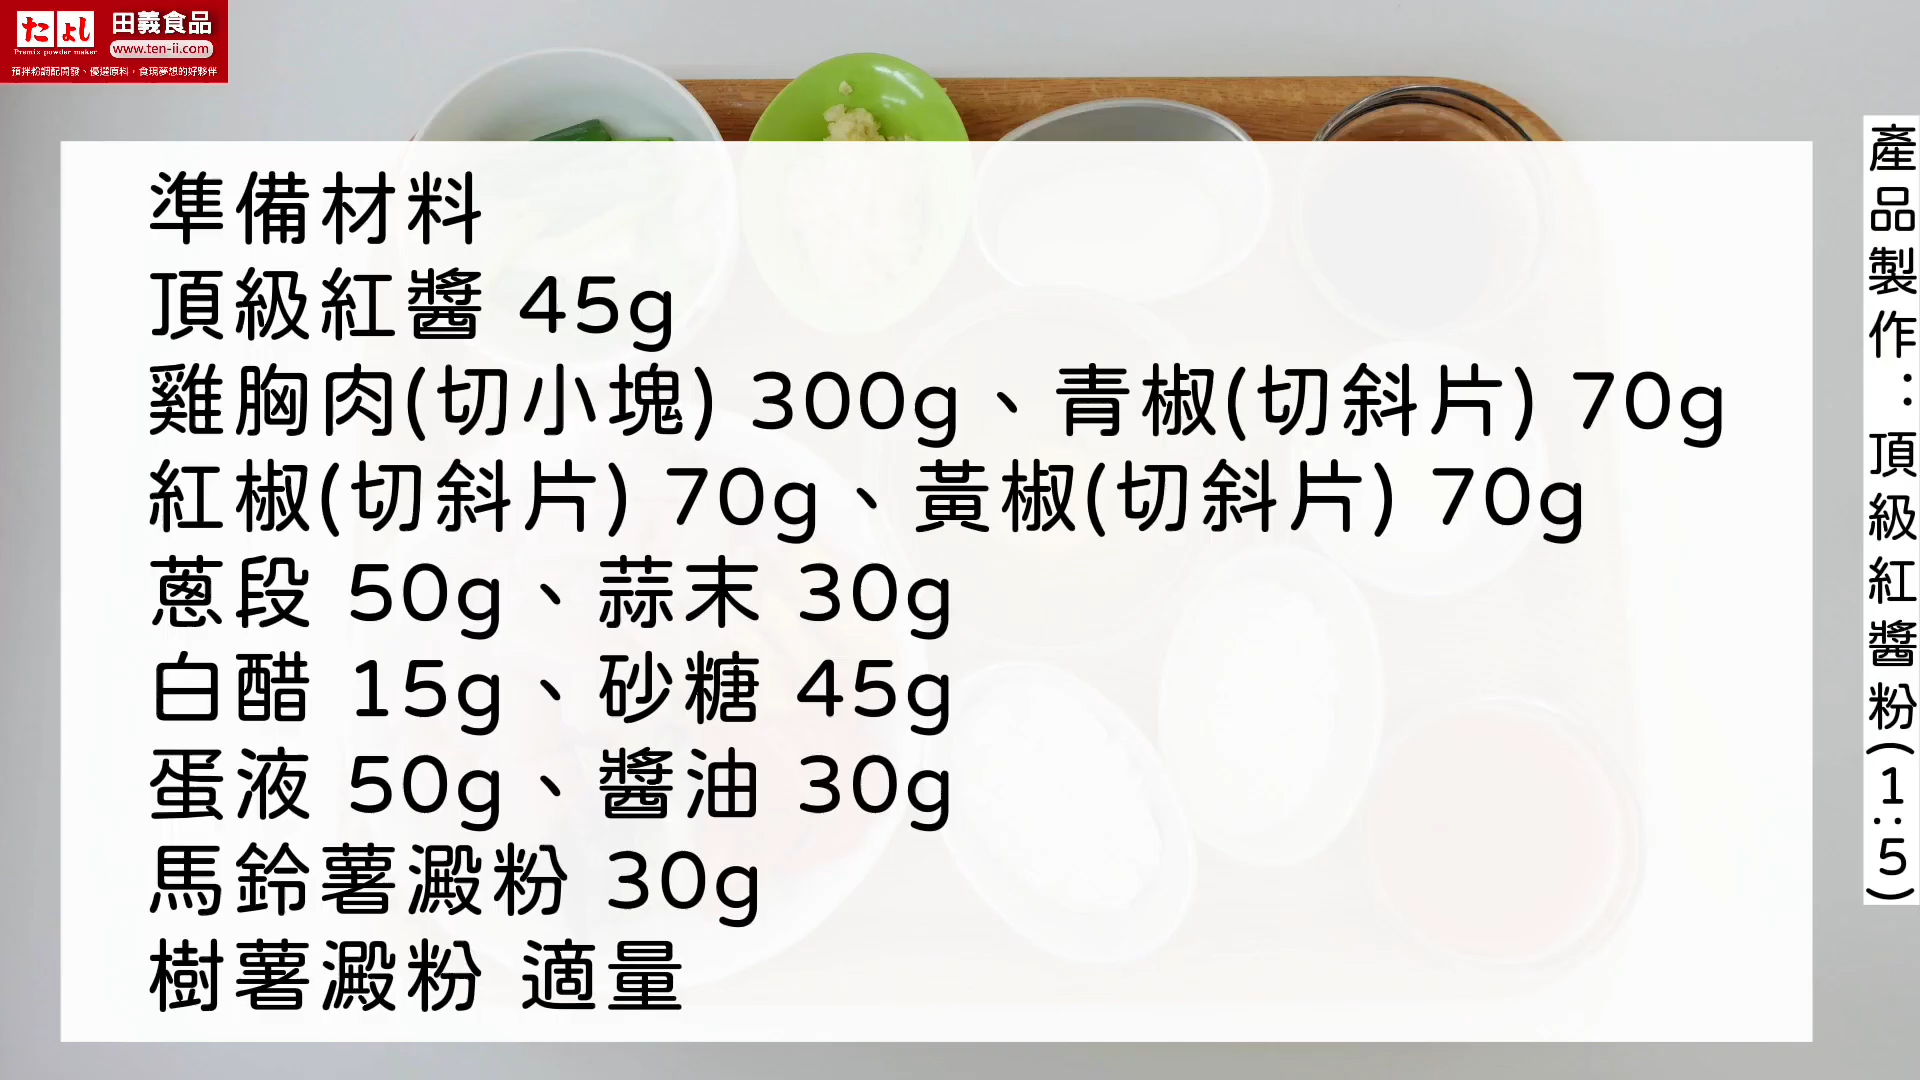 たよし
Premix powder maker
田義食品
www.ten-ii.com
預拌粉調配開發、優選原料，食現夢想的好夥伴
準備材料
頂級紅醬 45g
雞胸肉(切小塊) 300g、青椒(切斜片) 70g
紅椒(切斜片) 70g、黃椒(切斜片) 70g
蔥段 50g、蒜末 30g
白醋 15g、砂糖 45g
蛋液 50g、醬油 30g
馬鈴薯澱粉 30g
樹薯澱粉 適量
產品製作：頂級紅醬粉(1:5)